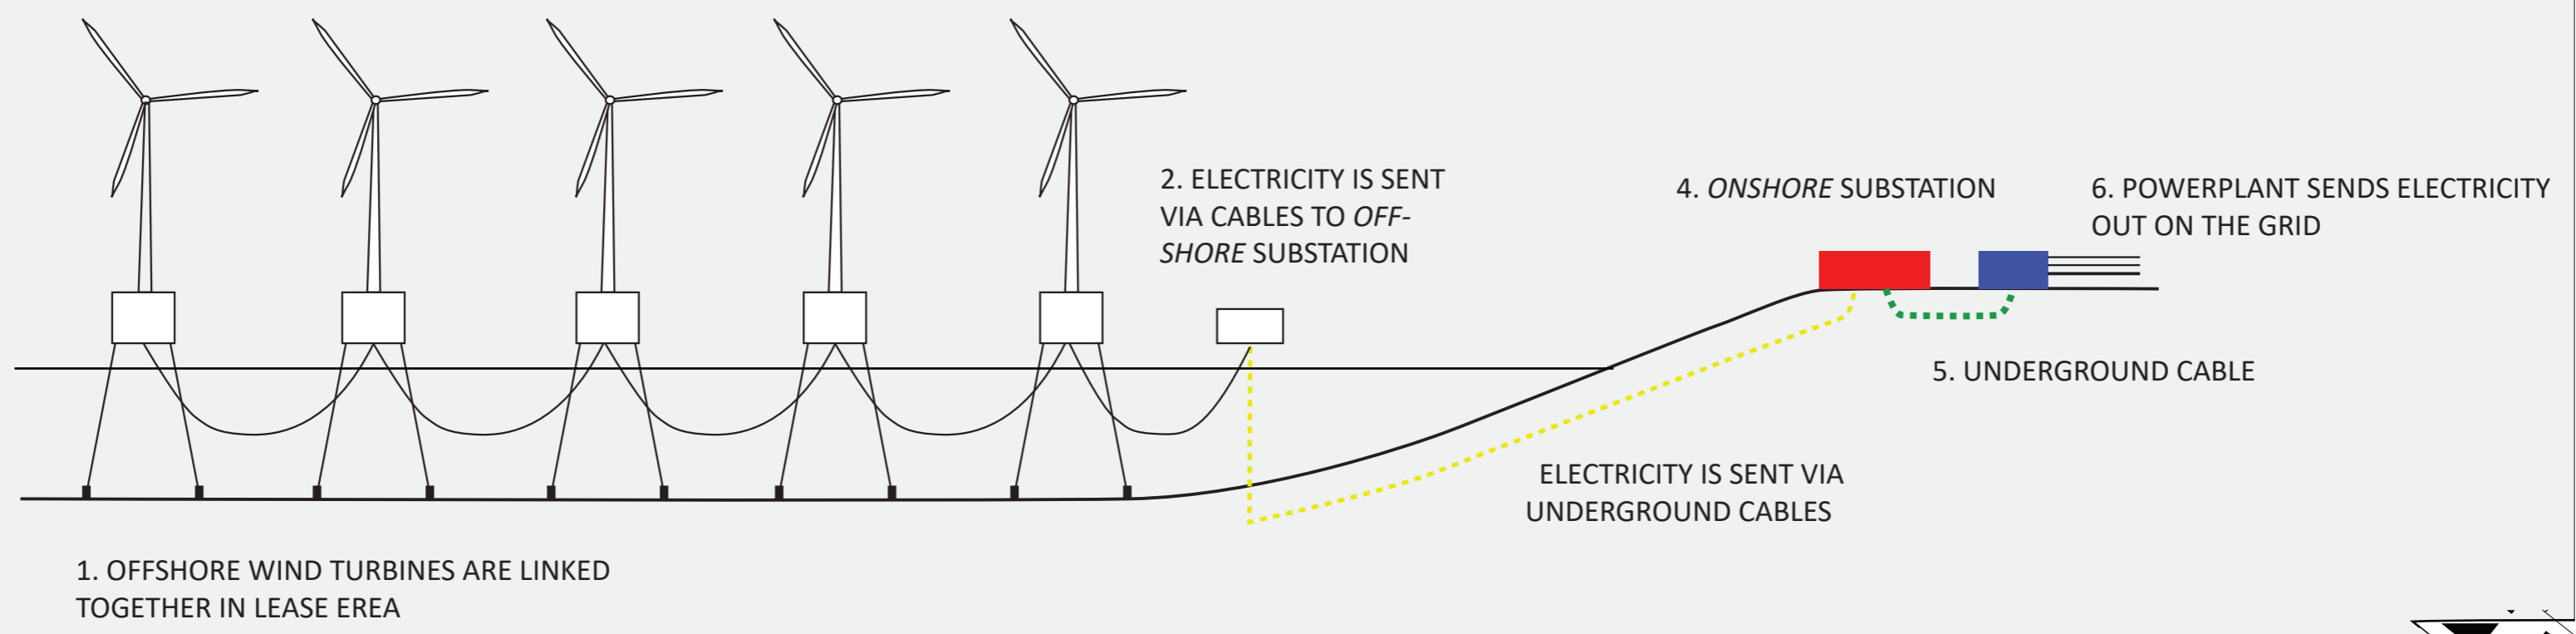 2. ELECTRICITY IS SENT
VIA CABLES TO OFF-
SHORE SUBSTATION
4. ONSHORE SUBSTATION
6. POWERPLANT SENDS ELECTRICITY
OUT ON THE GRID
5. UNDERGROUND CABLE
ELECTRICITY IS SENT VIA
UNDERGROUND CABLES
1. OFFSHORE WIND TURBINES ARE LINKED
TOGETHER IN LEASE EREA